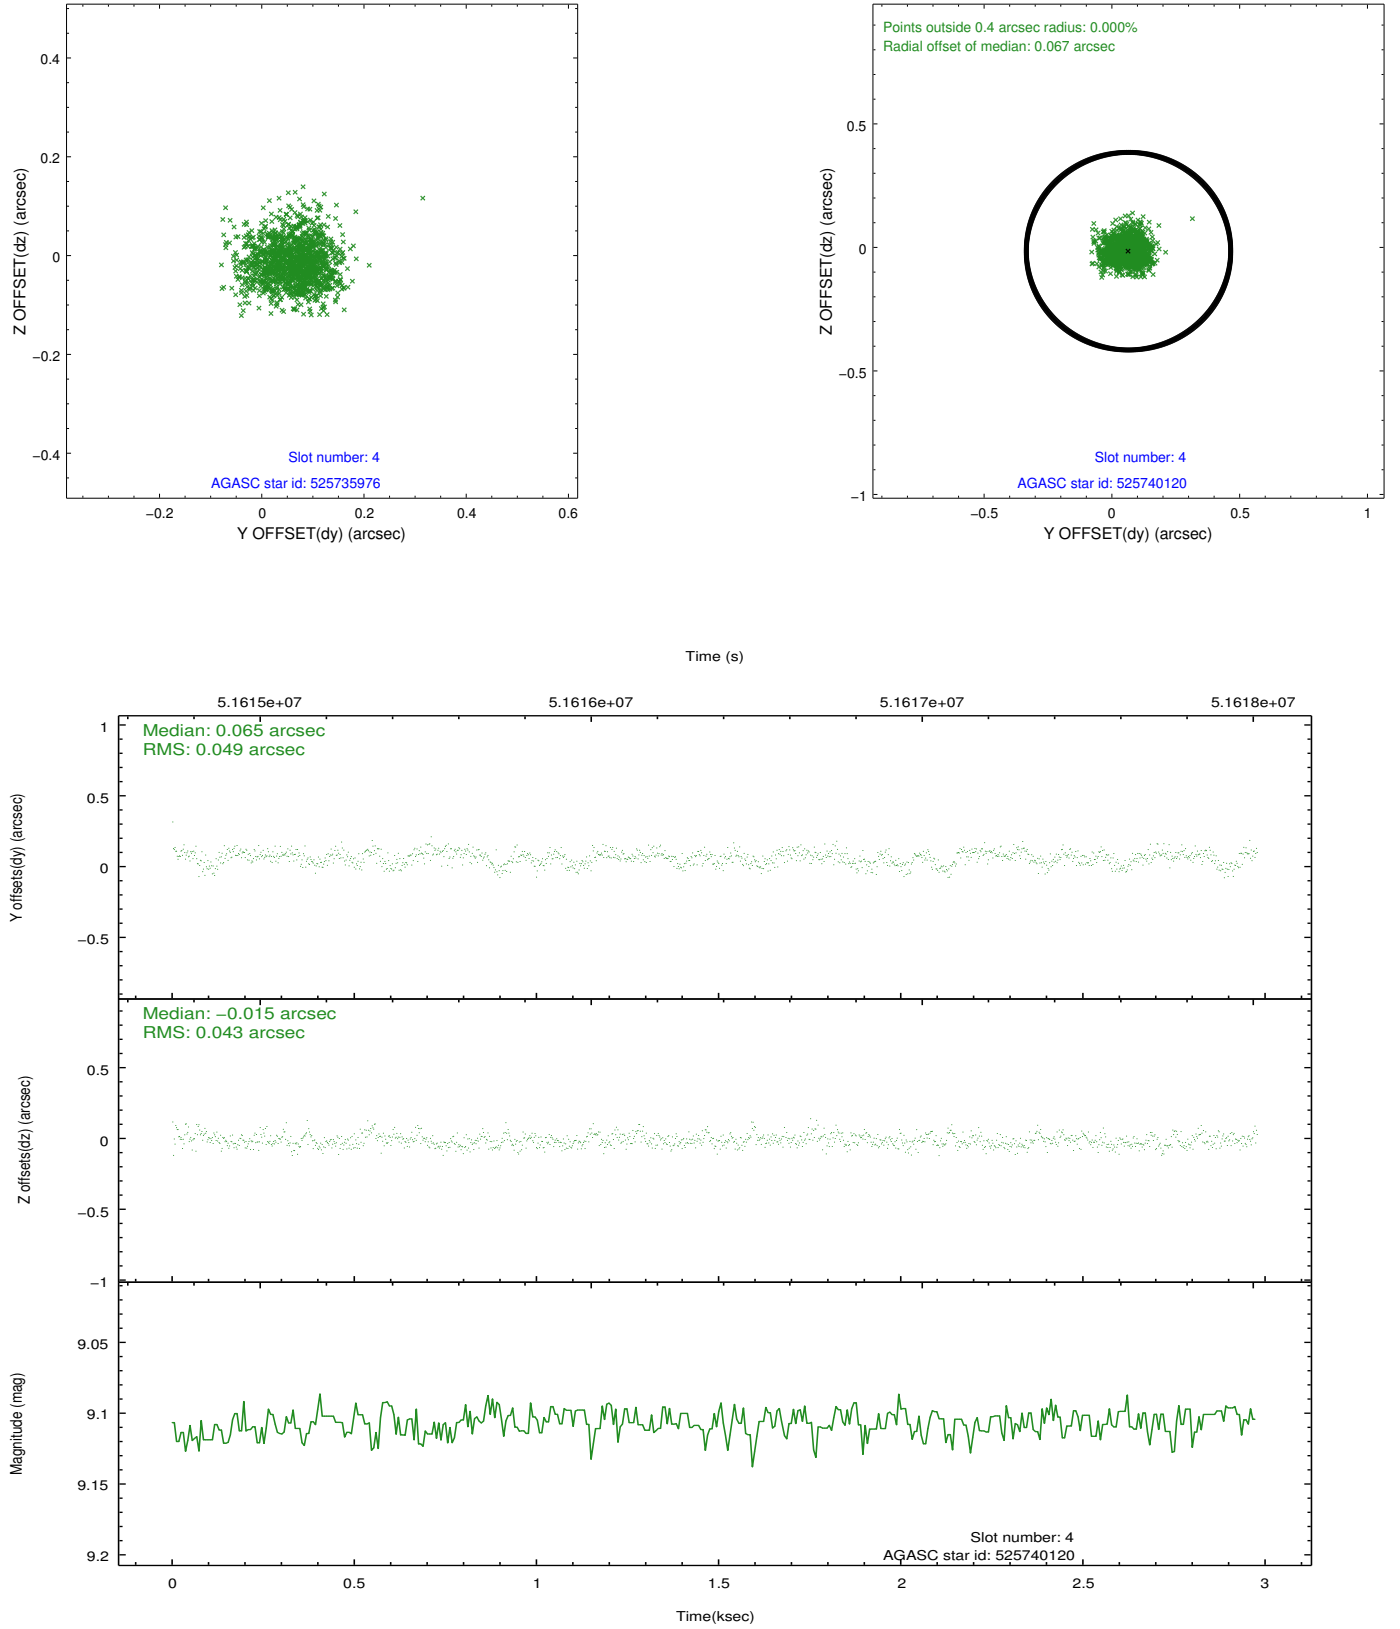 0.4
0.2
0
−0.2
−0.4
Z OFFSET(dz) (arcsec)
Slot number: 4
AGASC star id: 525735976
−0.2
0
0.2
0.4
0.6
Y OFFSET(dy) (arcsec)
Points outside 0.4 arcsec radius: 0.000%
Radial offset of median: 0.067 arcsec
0.5
0
−0.5
−1
Z OFFSET(dz) (arcsec)
Slot number: 4
AGASC star id: 525740120
−0.5
0
0.5
1
Y OFFSET(dy) (arcsec)
Time (s)
5.1615e+07
5.1616e+07
5.1617e+07
5.1618e+07
Median: 0.065 arcsec
RMS: 0.049 arcsec
1
0.5
0
−0.5
Y offsets(dy) (arcsec)
Median: −0.015 arcsec
RMS: 0.043 arcsec
0.5
0
−0.5
−1
Z offsets(dz) (arcsec)
9.05
9.1
9.15
9.2
Magnitude (mag)
Slot number: 4
AGASC star id: 525740120
0
0.5
1
1.5
2
2.5
3
Time(ksec)